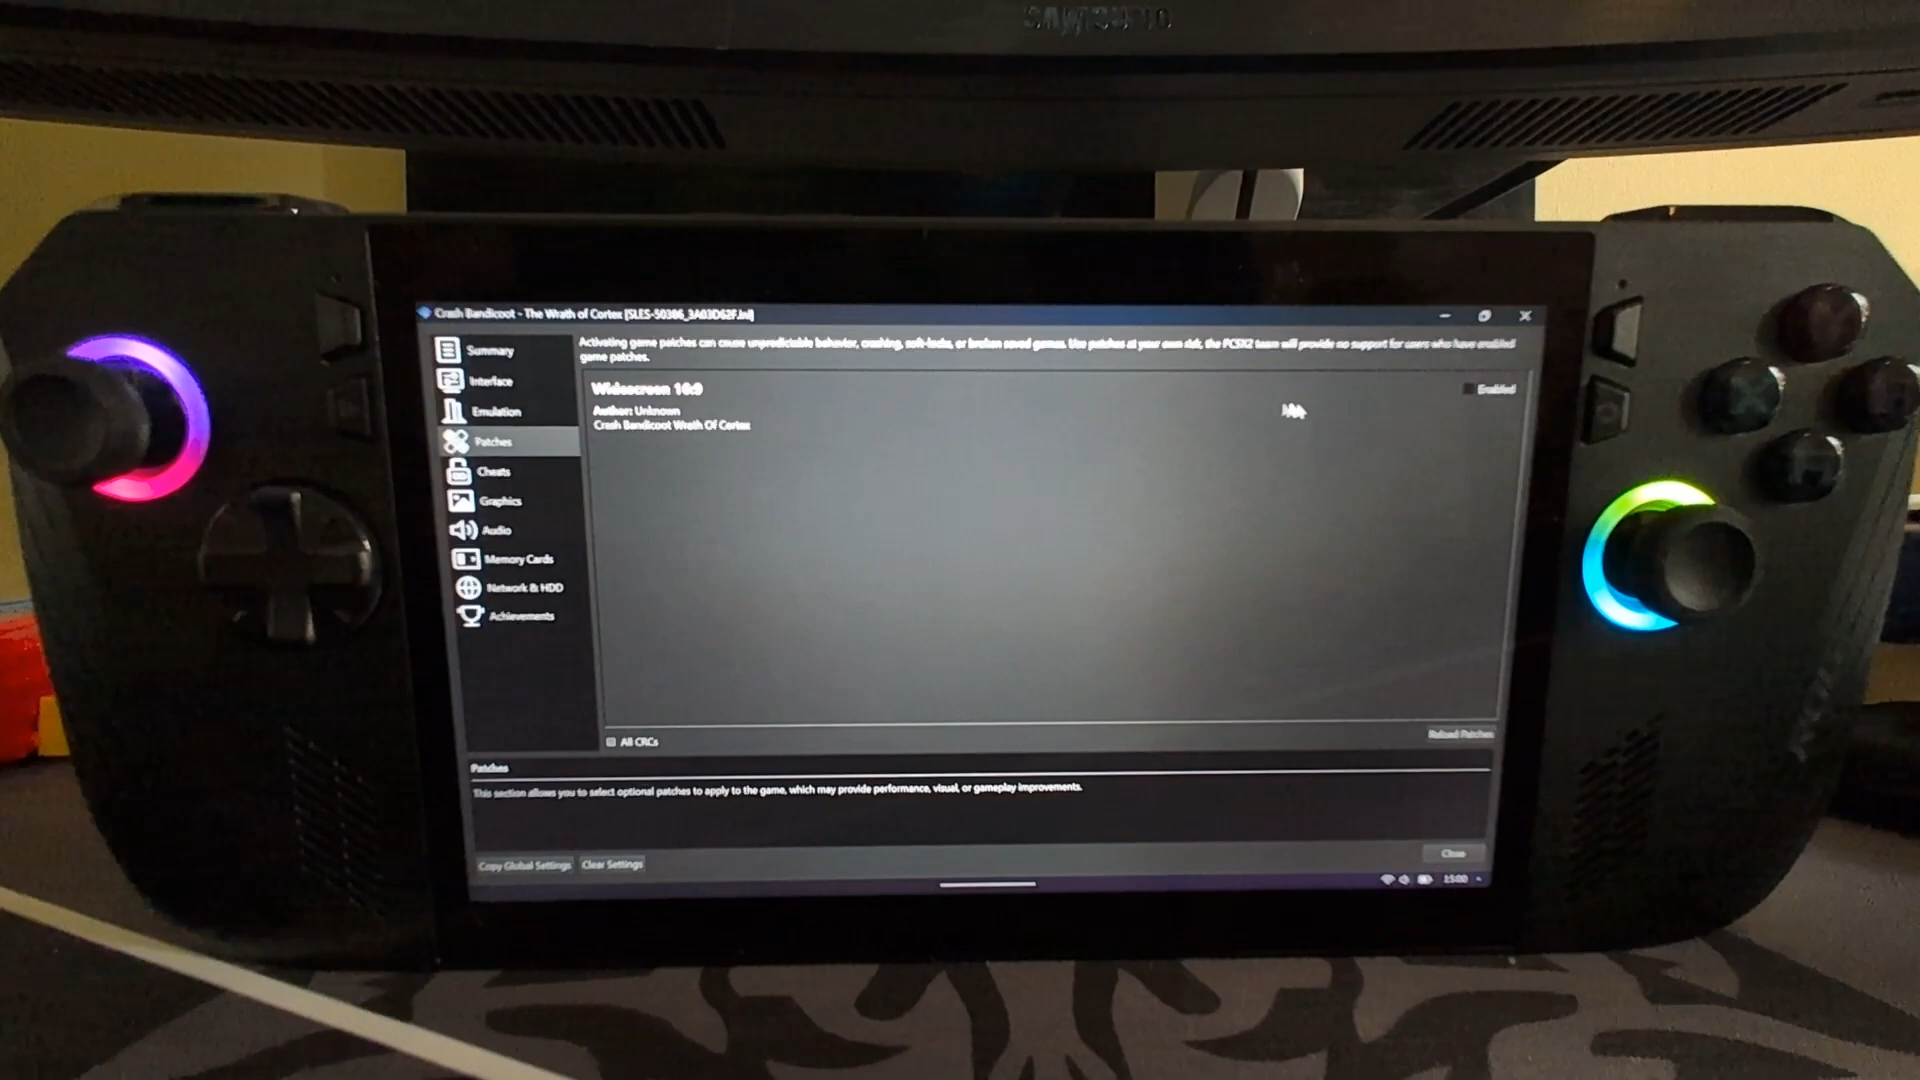 SAMSUNG
Crash Bandicoot - The Wrath of Cortex [SLES-50386_3A03D62F.ini]
Summary
Interface
Emulation
Patches
Cheats
Graphics
Audio
Memory Cards
Network & HDD
Achievements
Activating game patches can cause unpredictable behavior, crashing, soft-locks, or broken saved games. Use patches at your own risk, the PCSX2 team will provide no support for users who have enabled
game patches.
Widescreen 16:9
Enabled
Author: Unknown
Crash Bandicoot Wrath Of Cortex
All CRCs
Reload Patches
Patches
This section allows you to select optional patches to apply to the game, which may provide performance, visual, or gameplay improvements.
Copy Global Settings
Clear Settings
Close
15:00